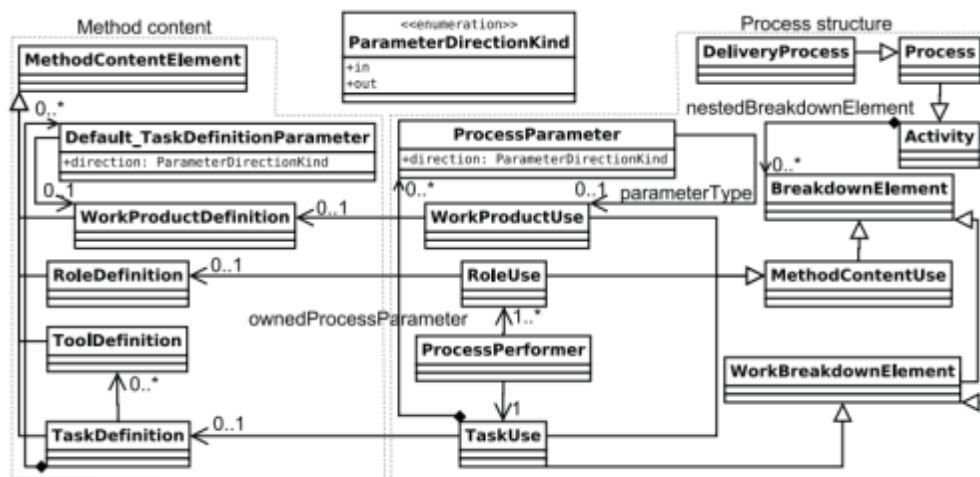 Method content
Process structure
<<enumeration>>
ParameterDirectionKind
+in
+out
MethodContentElement
DeliveryProcess
Process
0..*
nestedBreakdownElement
Default_TaskDefinitionParameter
+direction: ParameterDirectionKind
ProcessParameter
+direction: ParameterDirectionKind
Activity
0..*
0..1
0..*
0..1
parameterType
BreakdownElement
WorkProductDefinition
0..1
WorkProductUse
RoleDefinition
0..1
RoleUse
MethodContentUse
ownedProcessParameter
1..*
ToolDefinition
ProcessPerformer
0..*
WorkBreakdownElement
1
TaskDefinition
0..1
TaskUse